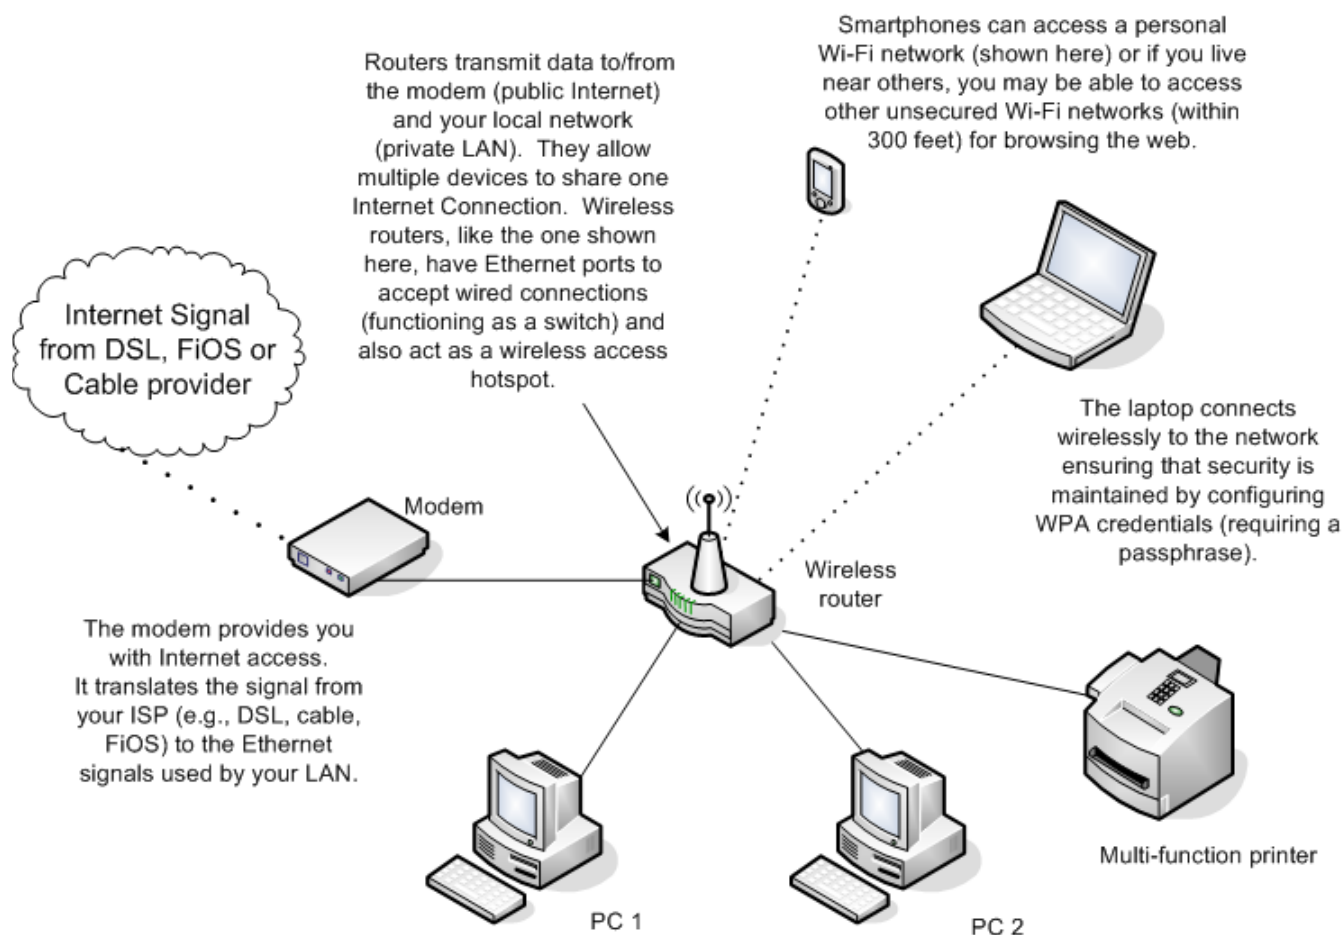 Smartphones can access a personal
Wi-Fi network (shown here) or if you live
near others, you may be able to access
other unsecured Wi-Fi networks (within
300 feet) for browsing the web.
Routers transmit data to/from
the modem (public Internet)
and your local network
(private LAN). They allow
multiple devices to share one
Internet Connection. Wireless
routers, like the one shown
here, have Ethernet ports to
accept wired connections
(functioning as a switch) and
also act as a wireless access
hotspot.
Internet Signal
from DSL, FiOS or
Cable provider
The laptop connects
wirelessly to the network
ensuring that security is
maintained by configuring
WPA credentials (requiring a
passphrase).
Modem
Wireless
router
The modem provides you
with Internet access.
It translates the signal from
your ISP (e.g., DSL, cable,
FiOS) to the Ethernet
signals used by your LAN.
Multi-function printer
PC 1
PC 2